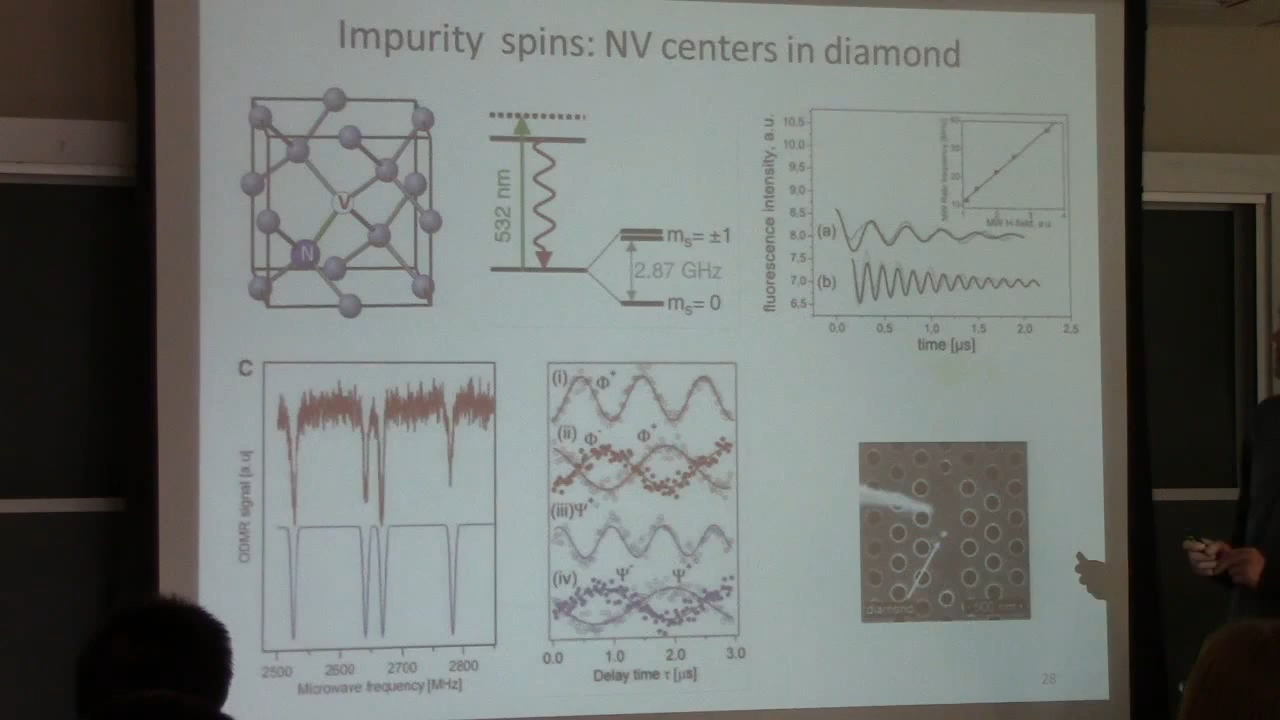 Impurity spins: NV centers in diamond
V
N
532 nm
ms= ±1
2.87 GHz
ms= 0
fluorescence intensity, a.u.
10,5
10,0
9,5
9,0
8,5
8,0
7,5
7,0
6,5
(a)
(b)
0,0 0,5 1,0 1,5 2,0 2,5
time [µs]
C
ODMR signal [a.u]
2500 2600 2700 2800
Microwave frequency [MHz]
(i) Φ+
(ii) Φ- Φ+
(iii) Ψ+
(iv) Ψ- Ψ+
0.0 1.0 2.0 3.0
Delay time τ [µs]
diamond
500 nm
28